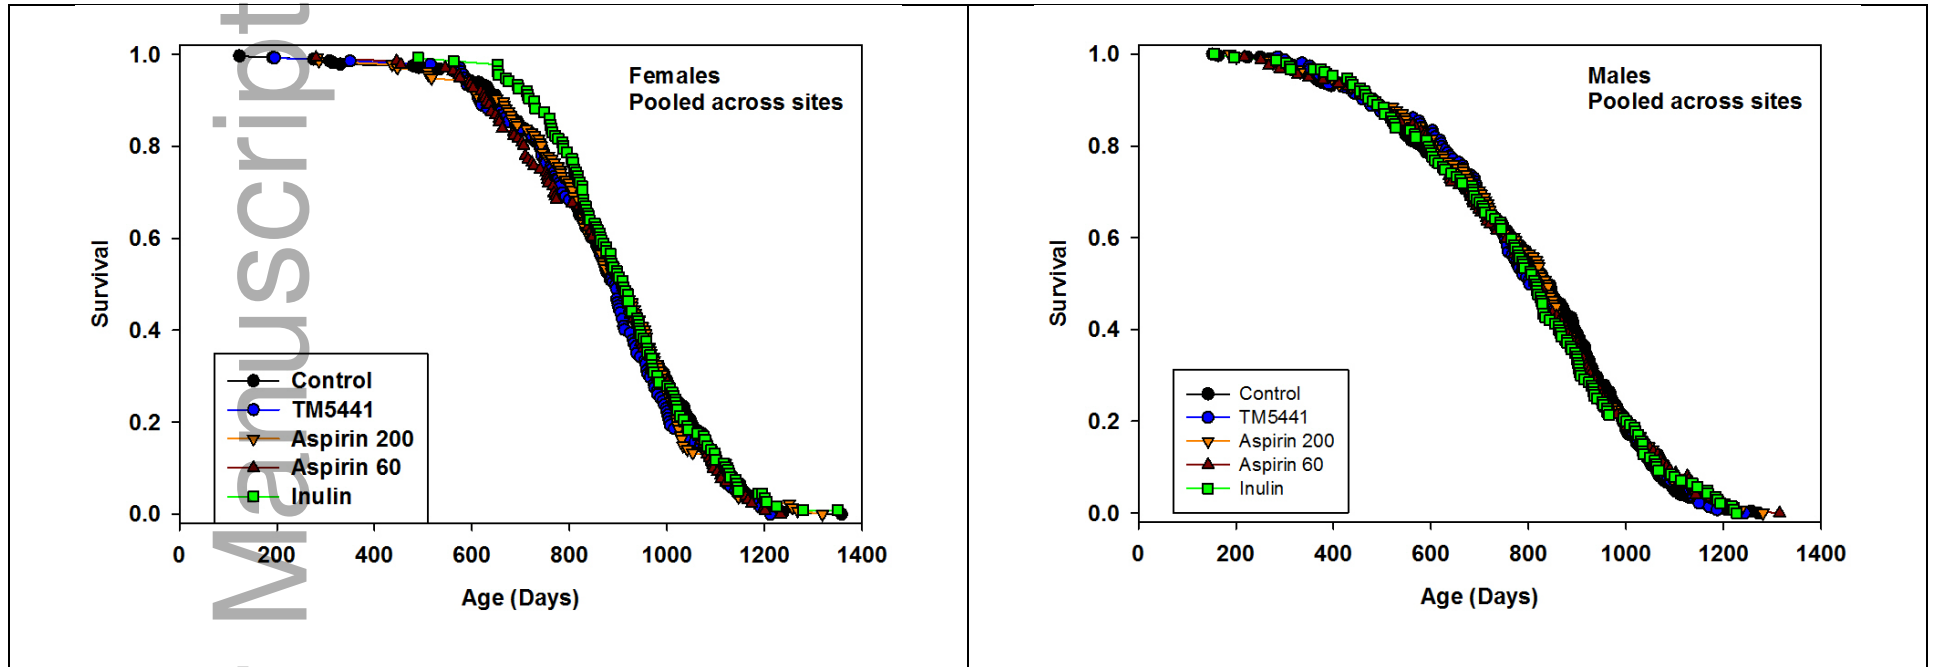 Manuscript
Females
Pooled across sites
1.0
0.8
0.6
0.4
0.2
0.0
Survival
Control
TM5441
Aspirin 200
Aspirin 60
Inulin
0 200 400 600 800 1000 1200 1400
Age (Days)
Males
Pooled across sites
1.0
0.8
0.6
0.4
0.2
0.0
Survival
Control
TM5441
Aspirin 200
Aspirin 60
Inulin
0 200 400 600 800 1000 1200 1400
Age (Days)